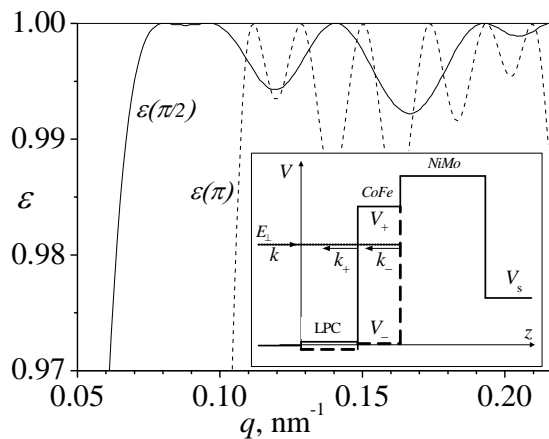 1.00
0.99
0.98
0.97
ε
ε(π/2)
ε(π)
NiMo
V
CoFe
V₊
E⊥
k
k₊
k₋
Vₛ
LPC
V₋
z
0.05
0.10
0.15
0.20
q, nm⁻¹